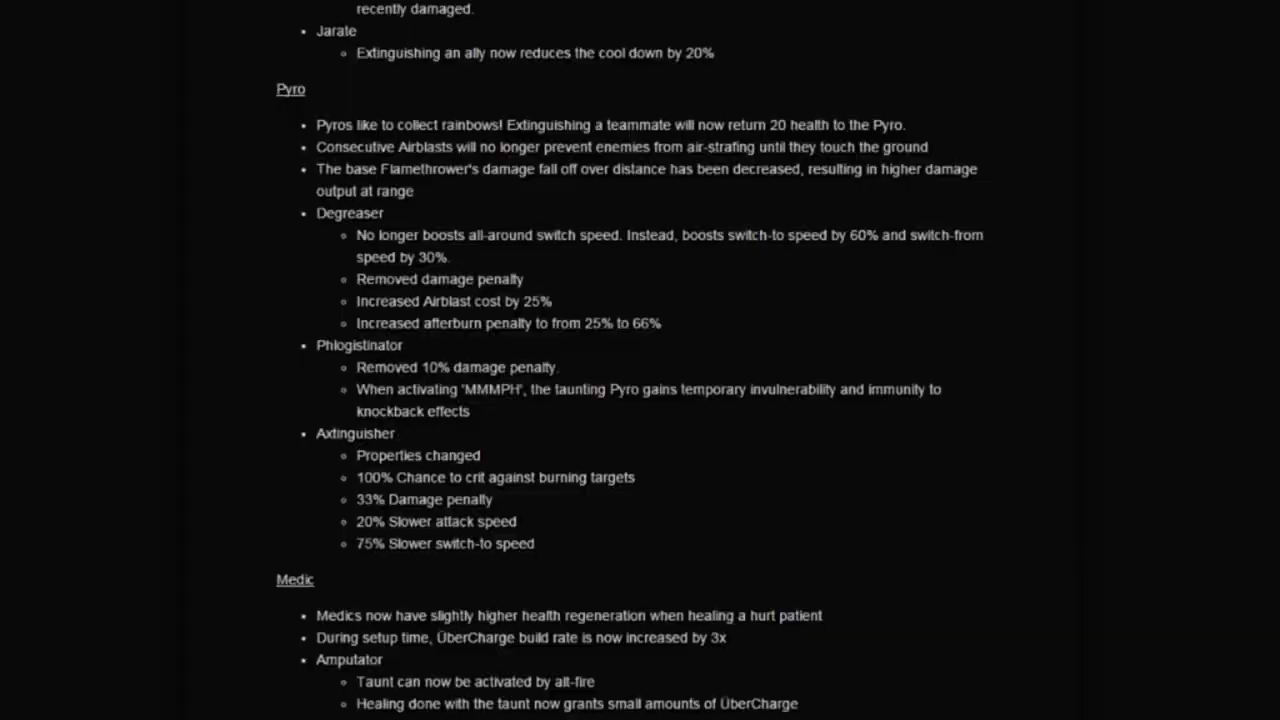 recently damaged.
Jarate
Extinguishing an ally now reduces the cool down by 20%
Pyro
Pyros like to collect rainbows! Extinguishing a teammate will now return 20 health to the Pyro.
Consecutive Airblasts will no longer prevent enemies from air-strafing until they touch the ground
The base Flamethrower's damage fall off over distance has been decreased, resulting in higher damage
output at range
Degreaser
No longer boosts all-around switch speed. Instead, boosts switch-to speed by 60% and switch-from
speed by 30%.
Removed damage penalty
Increased Airblast cost by 25%
Increased afterburn penalty to from 25% to 66%
Phlogistinator
Removed 10% damage penalty.
When activating 'MMMPH', the taunting Pyro gains temporary invulnerability and immunity to
knockback effects
Axtinguisher
Properties changed
100% Chance to crit against burning targets
33% Damage penalty
20% Slower attack speed
75% Slower switch-to speed
Medic
Medics now have slightly higher health regeneration when healing a hurt patient
During setup time, ÜberCharge build rate is now increased by 3x
Amputator
Taunt can now be activated by alt-fire
Healing done with the taunt now grants small amounts of ÜberCharge